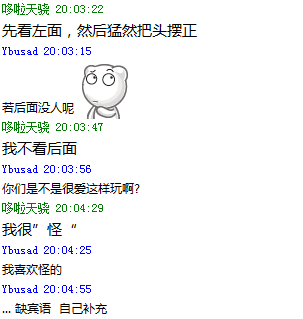 哆啦天骁 20:03:22
先看左面，然后猛然把头摆正
Ybusad 20:03:15
若后面没人呢
哆啦天骁 20:03:47
我不看后面
Ybusad 20:03:56
你们是不是很爱这样玩啊?
哆啦天骁 20:04:29
我很”怪“
Ybusad 20:04:25
我喜欢怪的
Ybusad 20:04:55
... 缺宾语 自己补充